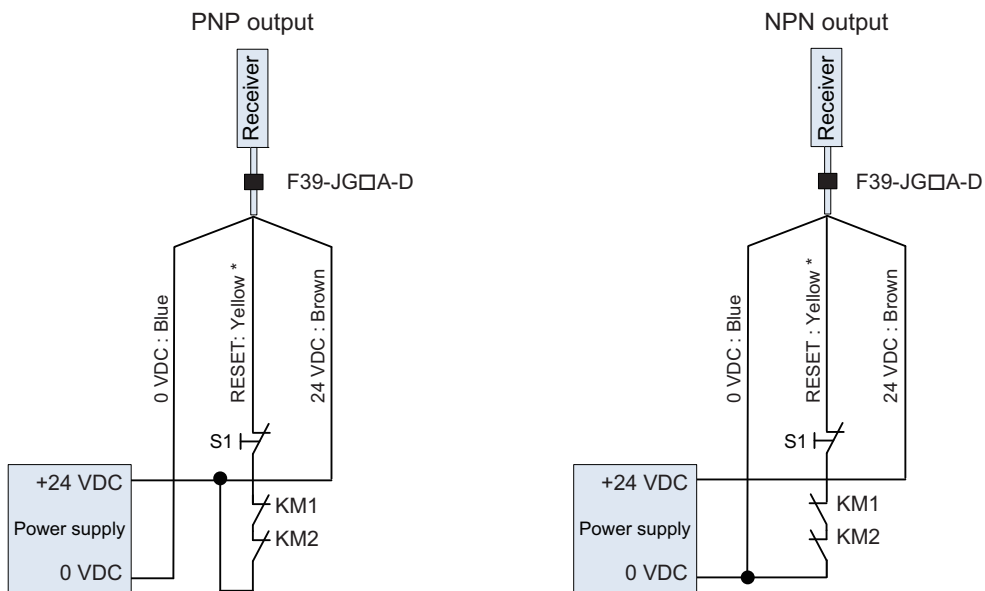 PNP output
Receiver
F39-JG□A-D
0 VDC : Blue
RESET: Yellow *
24 VDC : Brown
S1
+24 VDC
Power supply
0 VDC
KM1
KM2
NPN output
Receiver
F39-JG□A-D
0 VDC : Blue
RESET : Yellow *
24 VDC : Brown
S1
+24 VDC
Power supply
0 VDC
KM1
KM2